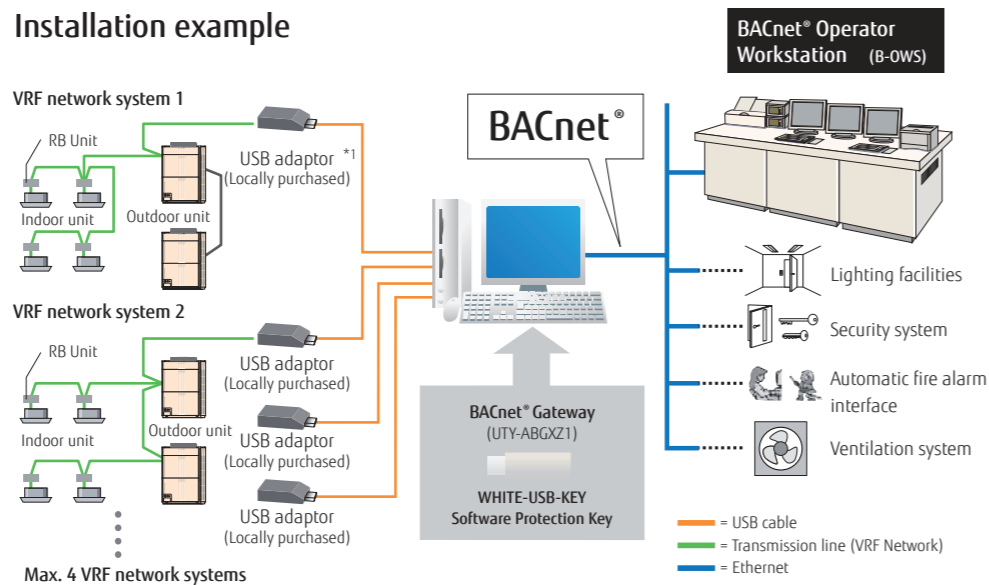 Installation example
BACnet® Operator
Workstation (B-OWS)
VRF network system 1
RB Unit
USB adaptor *1
(Locally purchased)
Indoor unit
Outdoor unit
BACnet®
VRF network system 2
RB Unit
USB adaptor
(Locally purchased)
Indoor unit
Outdoor unit
USB adaptor
(Locally purchased)
USB adaptor
(Locally purchased)
Max. 4 VRF network systems
BACnet® Gateway
(UTY-ABGXZ1)
WHITE-USB-KEY
Software Protection Key
Lighting facilities
Security system
Automatic fire alarm
interface
Ventilation system
= USB cable
= Transmission line (VRF Network)
= Ethernet